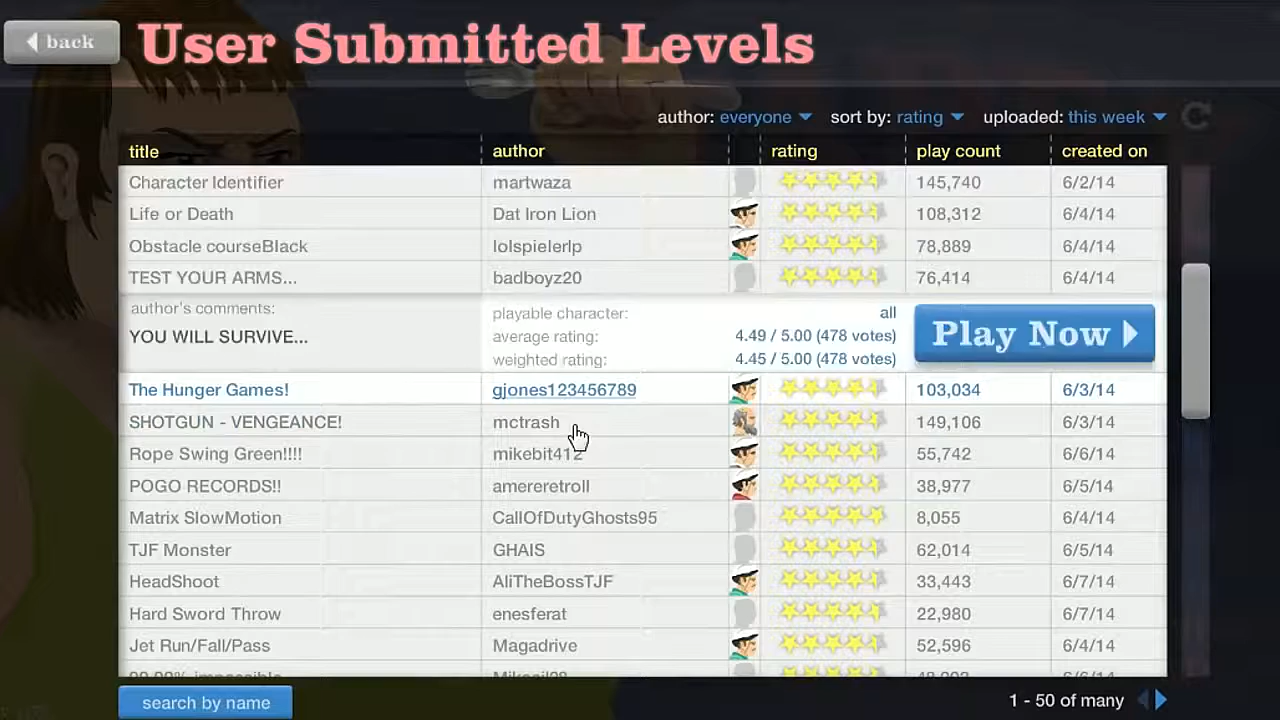 back
User Submitted Levels
author: everyone sort by: rating uploaded: this week
title author rating play count created on
Character Identifier martwaza 145,740 6/2/14
Life or Death Dat Iron Lion 108,312 6/4/14
Obstacle courseBlack lolspielerlp 78,889 6/4/14
TEST YOUR ARMS... badboyz20 76,414 6/4/14
author's comments:
YOU WILL SURVIVE...
playable character: all
average rating: 4.49 / 5.00 (478 votes)
weighted rating: 4.45 / 5.00 (478 votes)
Play Now
The Hunger Games! gjones123456789 103,034 6/3/14
SHOTGUN - VENGEANCE! mctrash 149,106 6/3/14
Rope Swing Green!!!! mikebit412 55,742 6/6/14
POGO RECORDS!! amereretroll 38,977 6/5/14
Matrix SlowMotion CallOfDutyGhosts95 8,055 6/4/14
TJF Monster GHAIS 62,014 6/5/14
HeadShoot AliTheBossTJF 33,443 6/7/14
Hard Sword Throw enesferat 22,980 6/7/14
Jet Run/Fall/Pass Magadrive 52,596 6/4/14
search by name
1 - 50 of many